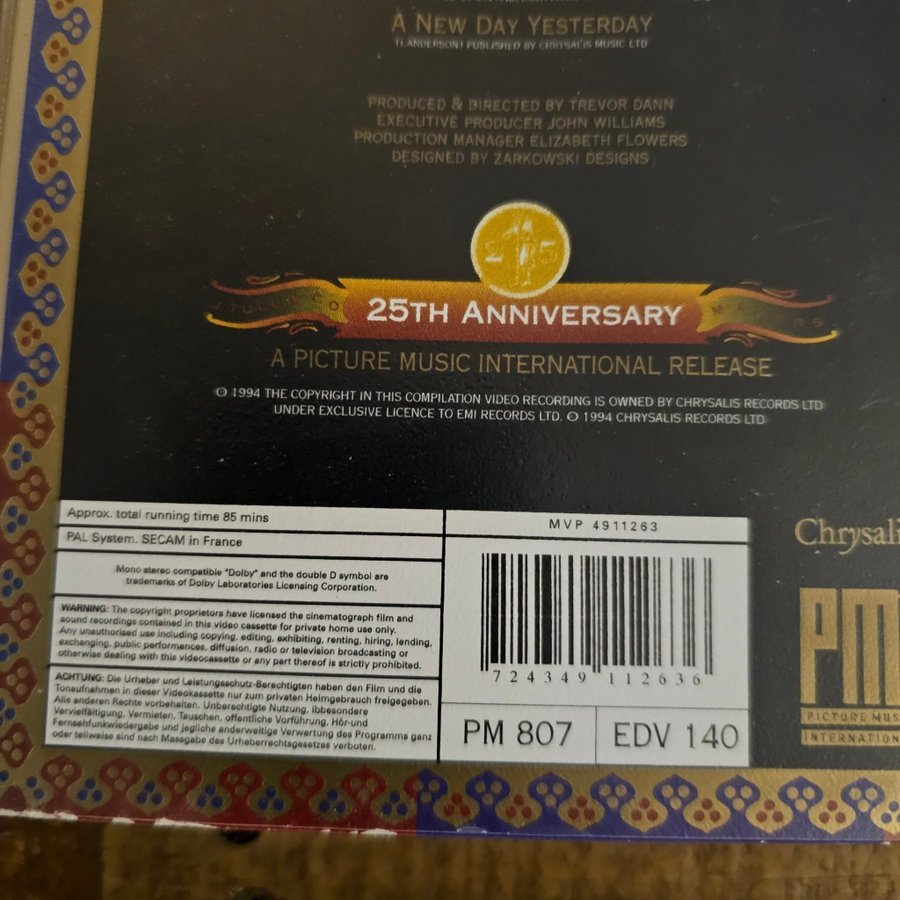 A NEW DAY YESTERDAY
(I. ANDERSON) PUBLISHED BY CHRYSALIS MUSIC LTD
PRODUCED & DIRECTED BY TREVOR DANN
EXECUTIVE PRODUCER JOHN WILLIAMS
PRODUCTION MANAGER ELIZABETH FLOWERS
DESIGNED BY ZARKOWSKI DESIGNS
25
25TH ANNIVERSARY
A PICTURE MUSIC INTERNATIONAL RELEASE
℗ 1994 THE COPYRIGHT IN THIS COMPILATION VIDEO RECORDING IS OWNED BY CHRYSALIS RECORDS LTD
UNDER EXCLUSIVE LICENCE TO EMI RECORDS LTD. © 1994 CHRYSALIS RECORDS LTD
Approx. total running time 85 mins
PAL System. SECAM in France
Mono stereo compatible "Dolby" and the double D symbol are
trademarks of Dolby Laboratories Licensing Corporation.
WARNING: The copyright proprietors have licensed the cinematograph film and
sound recordings contained in this video cassette for private home use only.
Any unauthorised use including copying, editing, exhibiting, renting, hiring, lending,
exchanging, public performances, diffusion, radio or television broadcasting or
otherwise dealing with this videocassette or any part thereof is strictly prohibited.
ACHTUNG: Die Urheber und Leistungsschutz-Berechtigten haben den Film und die
Tonaufnahmen in dieser Videokassette nur zum privaten Heimgebrauch freigegeben.
Alle anderen Rechte vorbehalten. Unberechtigte Nutzung, Ibbesondere
Vervielfältigung, Vermieten, Tauschen, offentliche Vorführung, Hör-und
Fernsehfunkwiedergabe und jegliche anderweitige Verwertung des Programms ganz
oder teilweise sind nach Massgabe des Urheberrechtsgesetzes verboten.
MVP 4911263
7 24349 112636
PM 807
EDV 140
Chrysali
PM
PICTURE MUS
INTERNATION